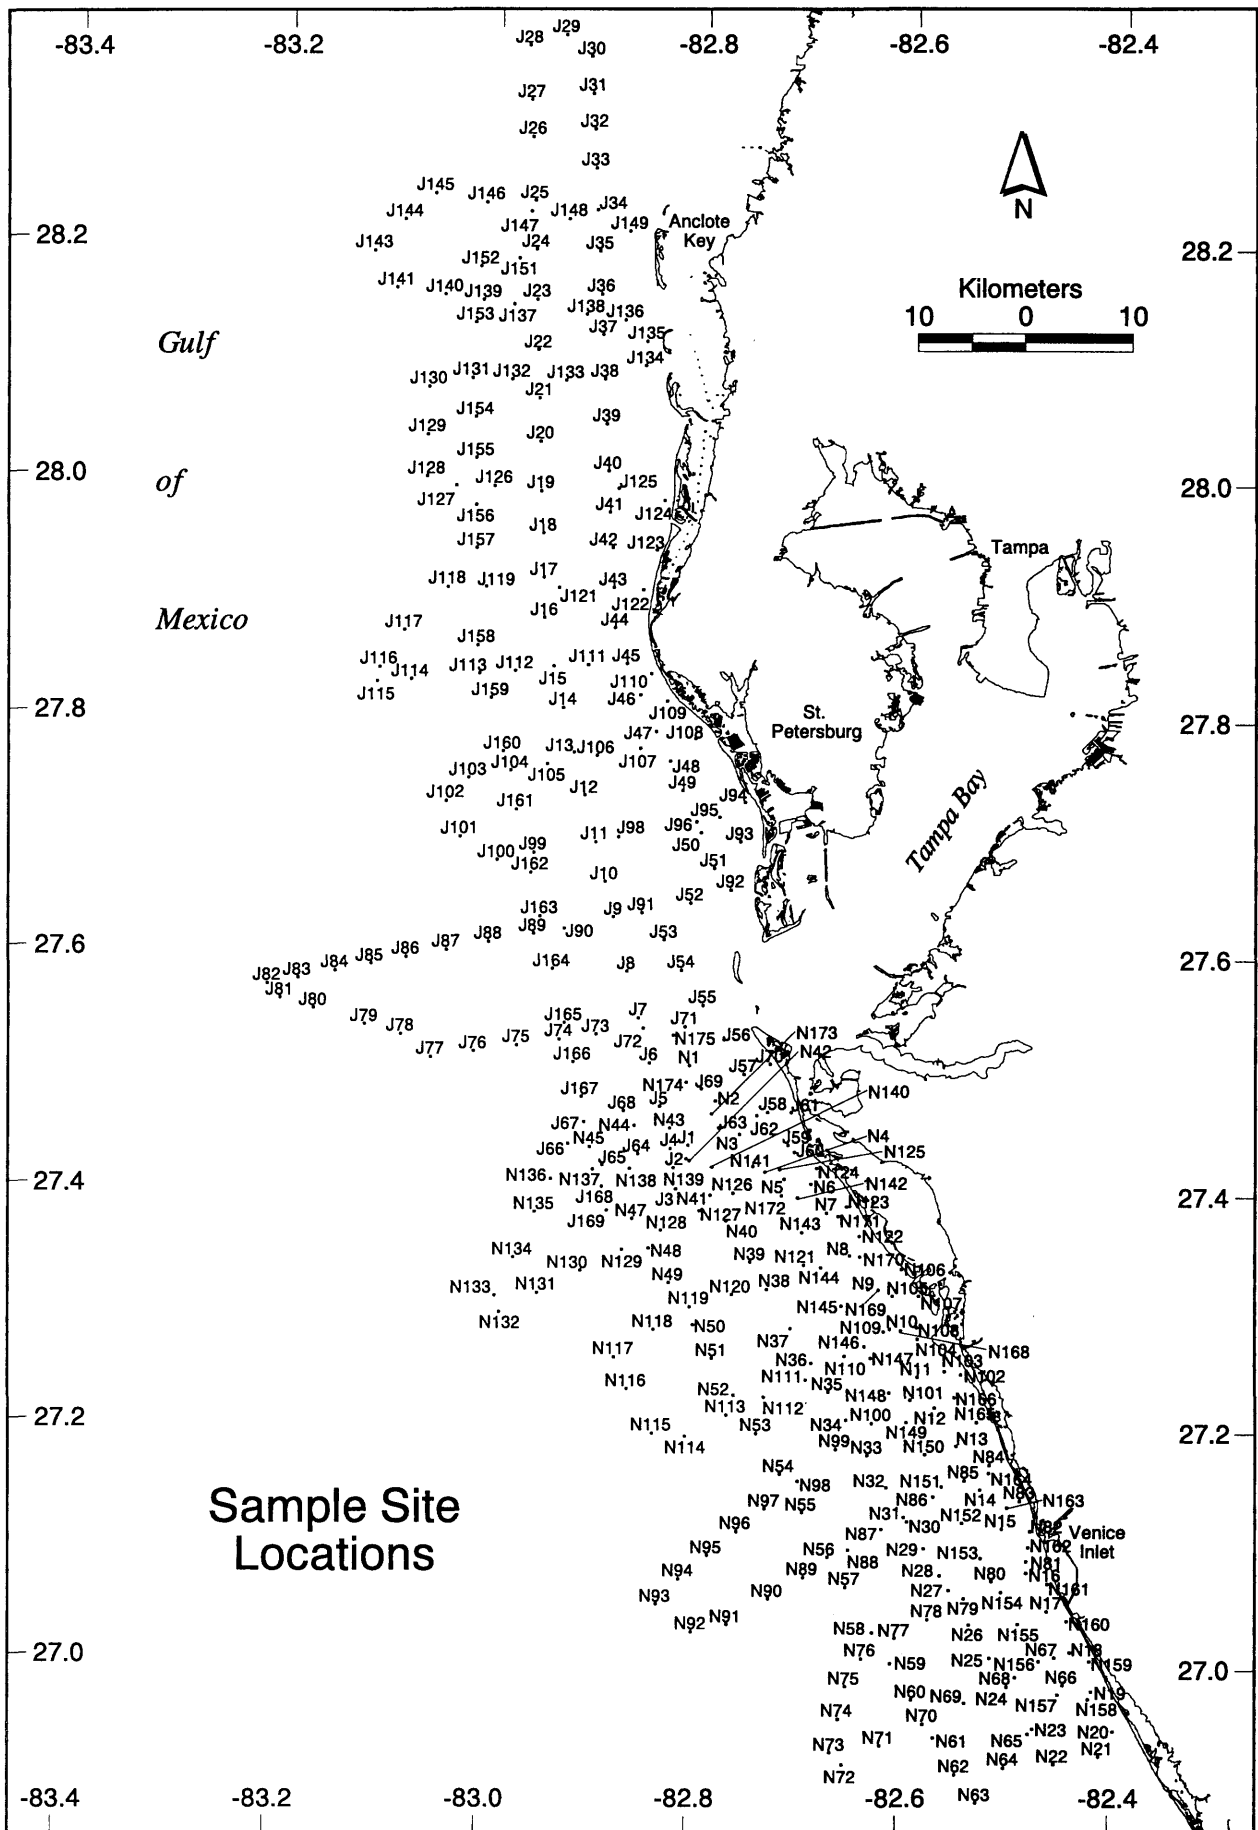 -83.4 -83.2 -82.8 -82.6 -82.4
J29
J28
J30
J31
J27
J32
J26
J33
N
J145
J146
J25
J148
J34
J144
J147
J149
Anclote
Key
28.2
J143
J24
J35
28.2
J152
J151
J141
J140
J139
J23
J36
Kilometers
J138
J136
10 0 10
J153
J137
J37
J135
Gulf
J22
J134
J130
J131
J132
J133
J38
J21
J154
J39
J129
J20
J155
J40
28.0
J128
J126
J19
J125
28.0
J127
J41
J156
J18
J124
J157
J42
J123
Tampa
J118
J119
J17
J43
of
J121
J122
J16
J44
Mexico
J117
J158
J116
J114
J113
J112
J111
J45
J115
J159
J15
J110
J14
J46
27.8
J109
St.
Petersburg
27.8
J160
J13
J106
J47
J108
J103
J104
J105
J107
J48
J102
J161
J12
J49
J94
Tampa Bay
J101
J99
J11
J98
J96
J95
J100
J50
J93
J162
J10
J51
J92
J163
J9
J91
J52
27.6
J86
J87
J88
J89
J90
J53
27.6
J82
J83
J84
J85
J164
J8
J54
J81
J80
J79
J78
J165
J7
J55
J77
J76
J75
J74
J73
J72
J71
N175
J56
N173
J166
J6
N1
J70
N42
J57
J167
J5
N174
J69
N2
N140
J68
J58
J61
J67
N44
N43
J63
J62
N4
J66
N45
J64
J4
J1
N3
J59
N125
J65
J2
N141
J60
27.4
N136
N137
N138
N139
N126
N5
N6
N124
N142
27.4
N135
J168
N47
J3
N41
N127
N172
N7
N123
J169
N128
N40
N143
N171
N134
N130
N129
N48
N39
N121
N8
N122
N170
N133
N131
N49
N120
N38
N144
N9
N106
N105
N132
N119
N145
N169
N107
N118
N50
N37
N109
N10
N108
N117
N51
N36
N146
N147
N104
N103
N168
N116
N111
N110
N11
N102
N52
N35
N148
N101
N166
27.2
N113
N112
N100
N12
N165
27.2
N115
N53
N34
N149
N13
N114
N99
N33
N150
N84
N54
N98
N32
N151
N85
N164
N97
N55
N86
N14
N83
N163
Sample Site
Locations
N96
N31
N30
N152
N15
N82
Venice
Inlet
N95
N56
N87
N29
N153
N162
N94
N89
N88
N28
N80
N81
N16
N93
N90
N57
N27
N154
N161
N92
N91
N78
N79
N17
27.0
N58
N77
N26
N155
N160
27.0
N76
N59
N25
N156
N67
N18
N159
N75
N60
N69
N68
N66
N19
N74
N70
N24
N157
N158
N73
N71
N61
N65
N23
N20
N72
N62
N64
N22
N21
N63
-83.4 -83.2 -83.0 -82.8 -82.6 -82.4